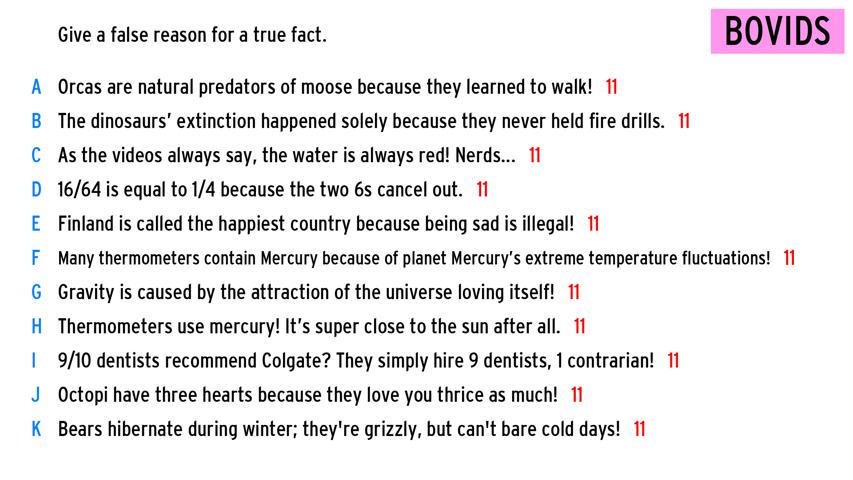 Give a false reason for a true fact.
BOVIDS
A Orcas are natural predators of moose because they learned to walk! 11
B The dinosaurs' extinction happened solely because they never held fire drills. 11
C As the videos always say, the water is always red! Nerds... 11
D 16/64 is equal to 1/4 because the two 6s cancel out. 11
E Finland is called the happiest country because being sad is illegal! 11
F Many thermometers contain Mercury because of planet Mercury's extreme temperature fluctuations! 11
G Gravity is caused by the attraction of the universe loving itself! 11
H Thermometers use mercury! It's super close to the sun after all. 11
I 9/10 dentists recommend Colgate? They simply hire 9 dentists, 1 contrarian! 11
J Octopi have three hearts because they love you thrice as much! 11
K Bears hibernate during winter; they're grizzly, but can't bare cold days! 11